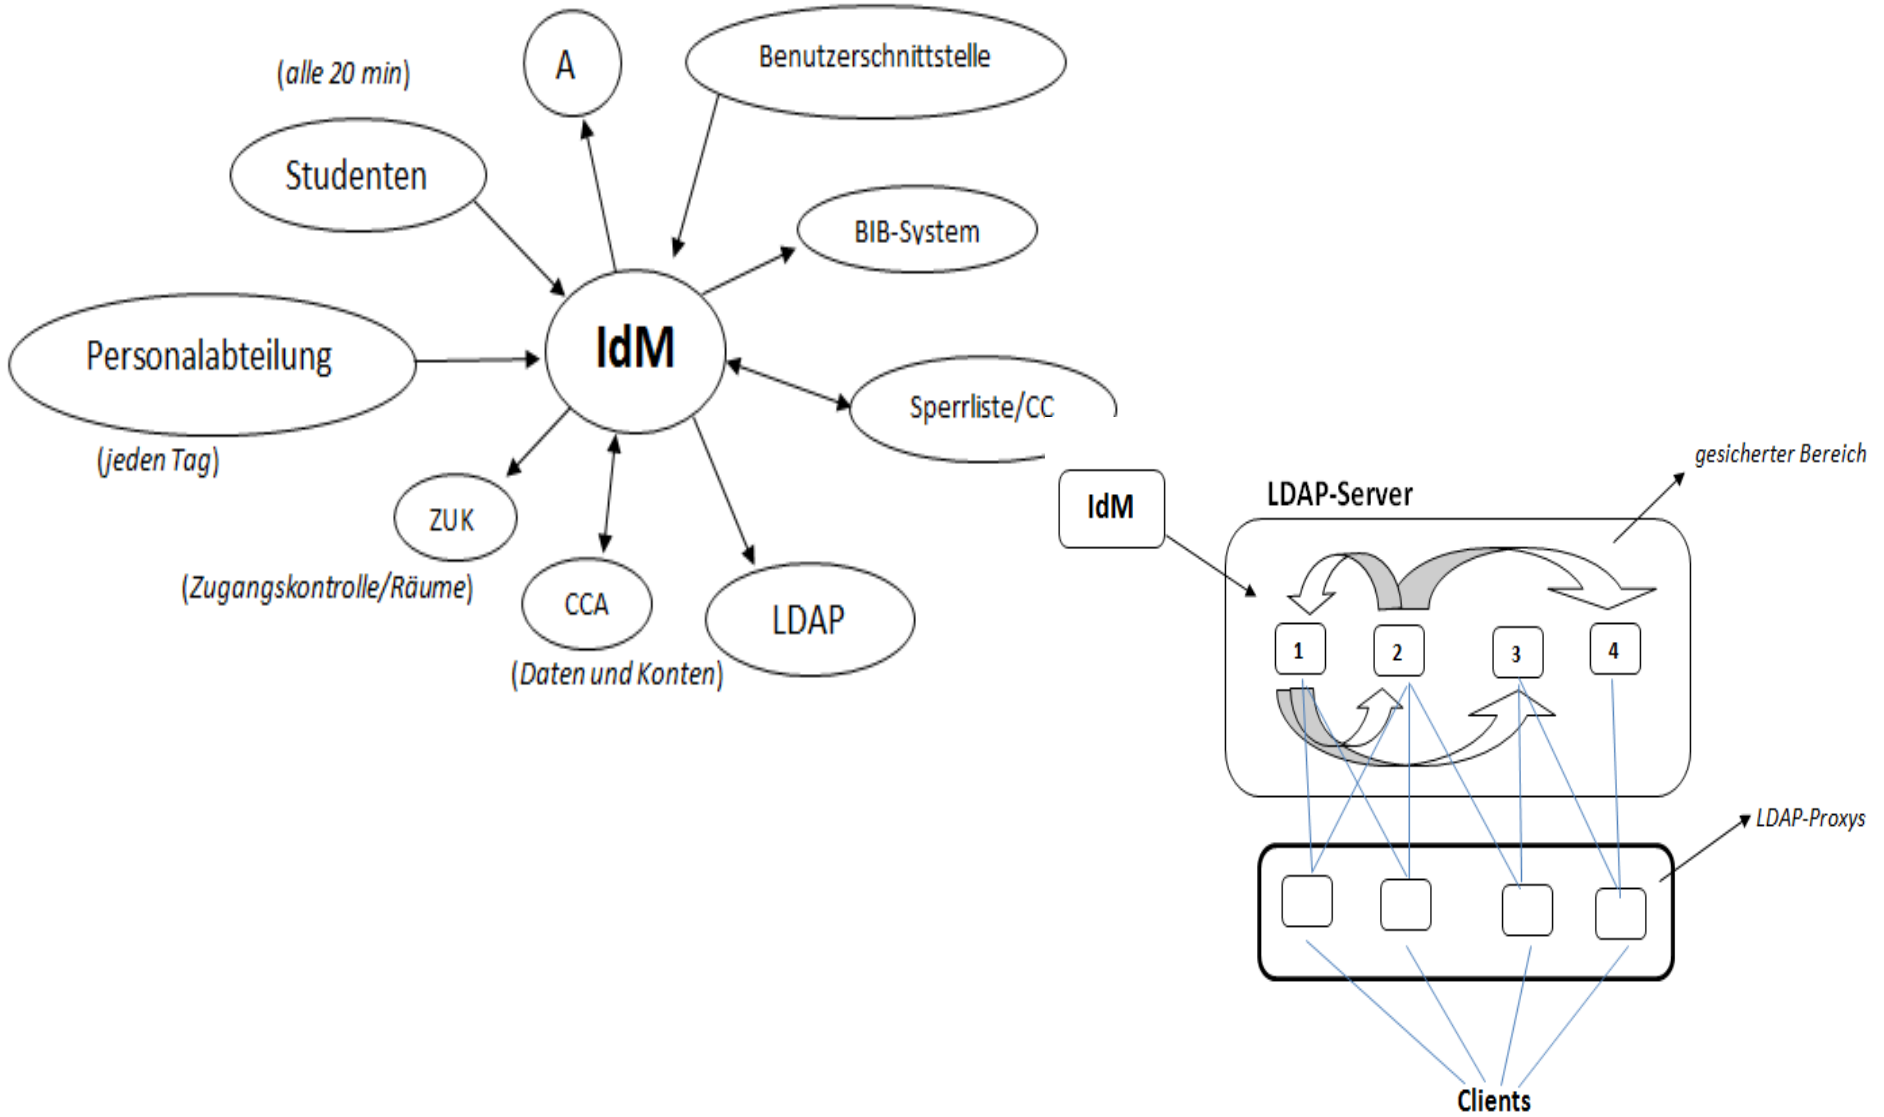 A
Benutzerschnittstelle
(alle 20 min)
Studenten
BIB-System
IdM
Personalabteilung
Sperrliste/CC
(jeden Tag)
ZUK
(Zugangskontrolle/Räume)
CCA
(Daten und Konten)
LDAP
gesicherter Bereich
IdM
LDAP-Server
1
2
3
4
LDAP-Proxys
Clients